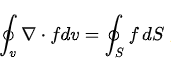 ∮_v ∇ · f dv = ∮_S f dS